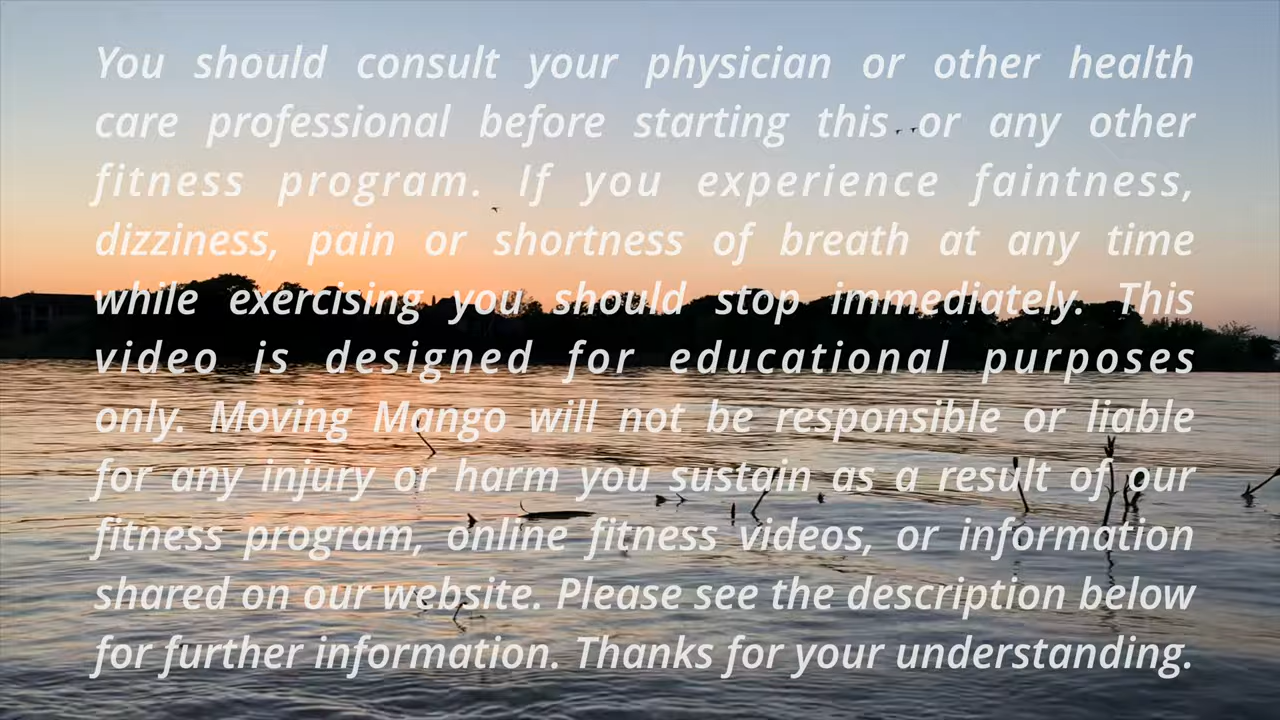 You should consult your physician or other health
care professional before starting this or any other
fitness program. If you experience faintness,
dizziness, pain or shortness of breath at any time
while exercising you should stop immediately. This
video is designed for educational purposes
only. Moving Mango will not be responsible or liable
for any injury or harm you sustain as a result of our
fitness program, online fitness videos, or information
shared on our website. Please see the description below
for further information. Thanks for your understanding.